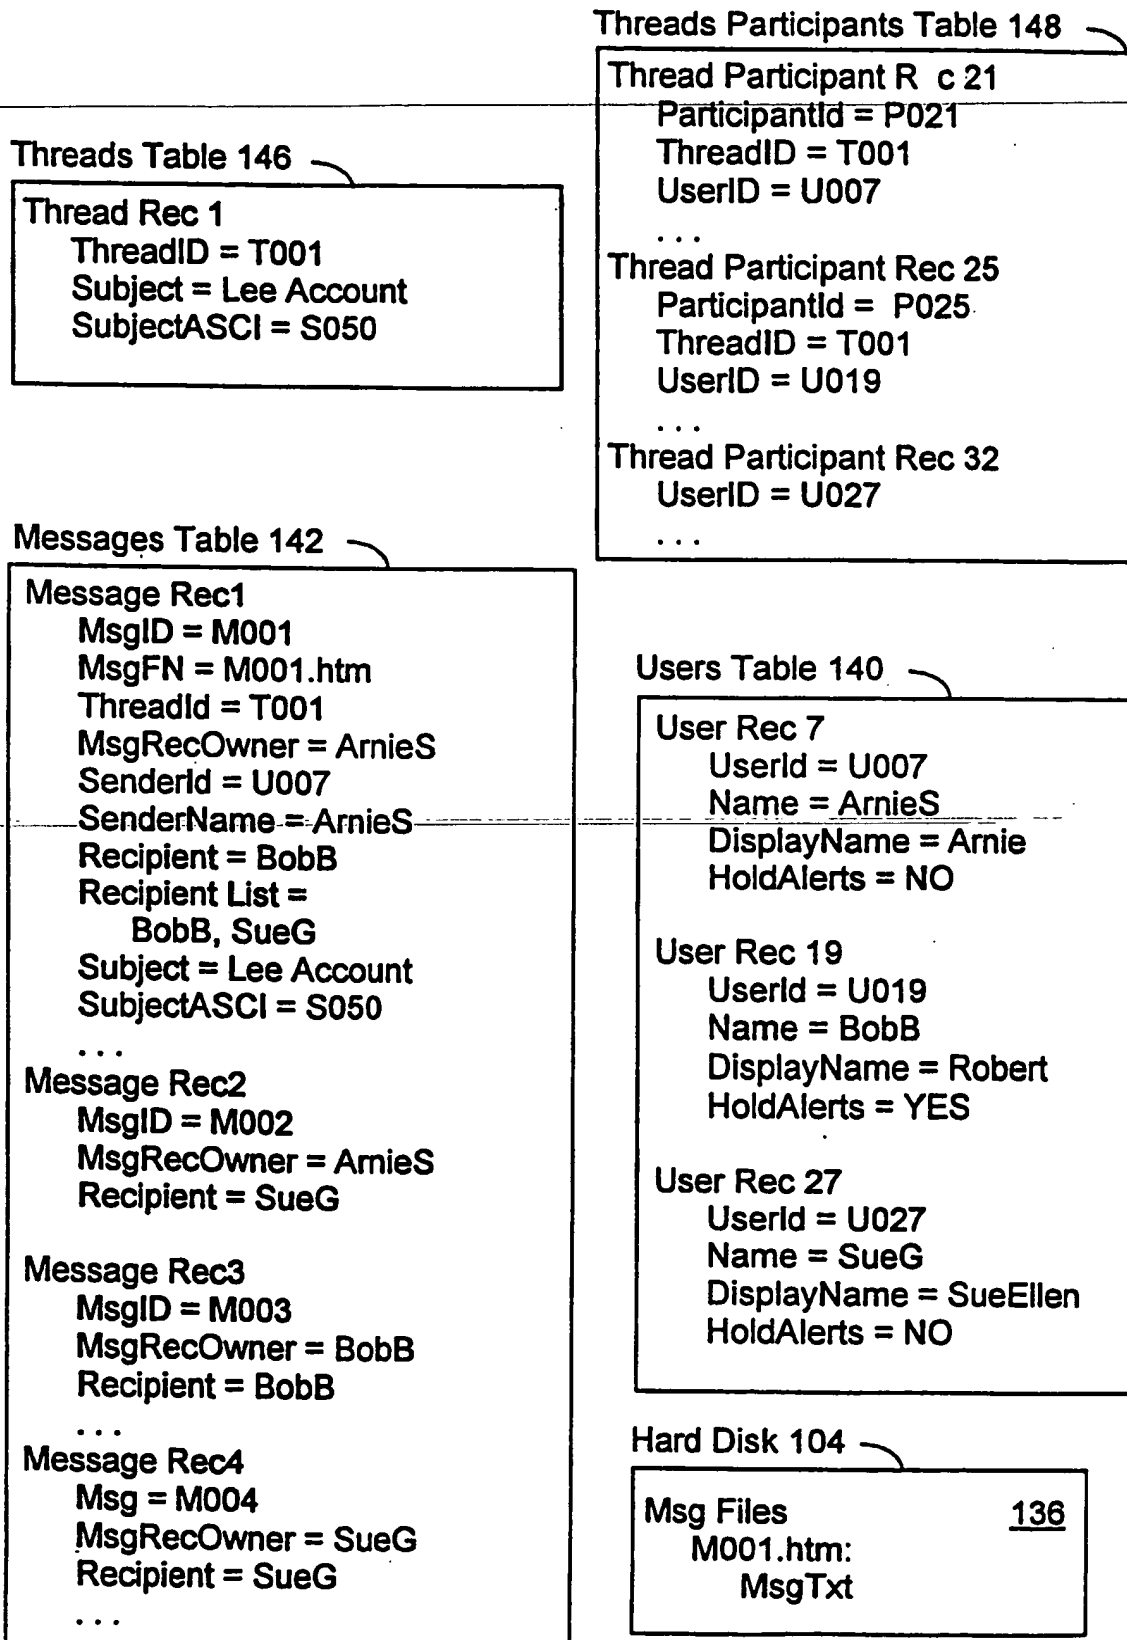 Threads Participants Table 148
Thread Participant R c 21
ParticipantId = P021
ThreadID = T001
UserID = U007
. . .
Thread Participant Rec 25
ParticipantId = P025
ThreadID = T001
UserID = U019
. . .
Thread Participant Rec 32
UserID = U027
. . .
Threads Table 146
Thread Rec 1
ThreadID = T001
Subject = Lee Account
SubjectASCI = S050
Messages Table 142
Message Rec1
MsgID = M001
MsgFN = M001.htm
ThreadId = T001
MsgRecOwner = ArnieS
SenderId = U007
SenderName = ArnieS
Recipient = BobB
Recipient List =
BobB, SueG
Subject = Lee Account
SubjectASCI = S050
. . .
Message Rec2
MsgID = M002
MsgRecOwner = ArnieS
Recipient = SueG
Message Rec3
MsgID = M003
MsgRecOwner = BobB
Recipient = BobB
. . .
Message Rec4
Msg = M004
MsgRecOwner = SueG
Recipient = SueG
. . .
Users Table 140
User Rec 7
UserId = U007
Name = ArnieS
DisplayName = Arnie
HoldAlerts = NO
User Rec 19
UserId = U019
Name = BobB
DisplayName = Robert
HoldAlerts = YES
User Rec 27
UserId = U027
Name = SueG
DisplayName = SueEllen
HoldAlerts = NO
Hard Disk 104
Msg Files 136
M001.htm:
MsgTxt